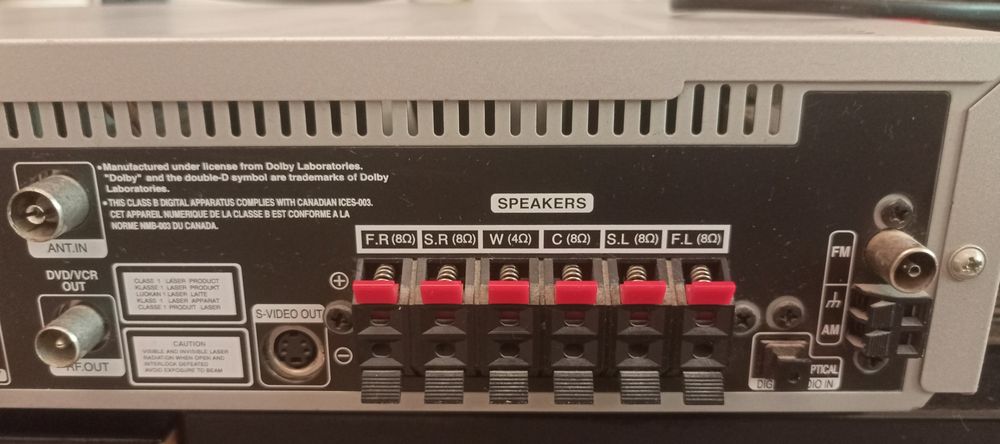 •Manufactured under license from Dolby Laboratories.
"Dolby" and the double-D symbol are trademarks of Dolby
Laboratories.
•THIS CLASS B DIGITAL APPARATUS COMPLIES WITH CANADIAN ICES-003.
CET APPAREIL NUMERIQUE DE LA CLASSE B EST CONFORME A LA
NORME NMB-003 DU CANADA.
ANT.IN
SPEAKERS
F.R (8Ω) S.R (8Ω) W (4Ω) C (8Ω) S.L (8Ω) F.L (8Ω)
+
−
FM
AM
DVD/VCR
OUT
RF.OUT
CLASS 1 LASER PRODUCT
KLASSE 1 LASER PRODUKT
LUOKAN 1 LASER LAITE
KLASS 1 LASER APPARAT
CLASSE 1 PRODUIT LASER
CAUTION
VISIBLE AND INVISIBLE LASER
RADIATION WHEN OPEN AND
INTERLOCK DEFEATED
AVOID EXPOSURE TO BEAM
S-VIDEO OUT
OPTICAL
IN